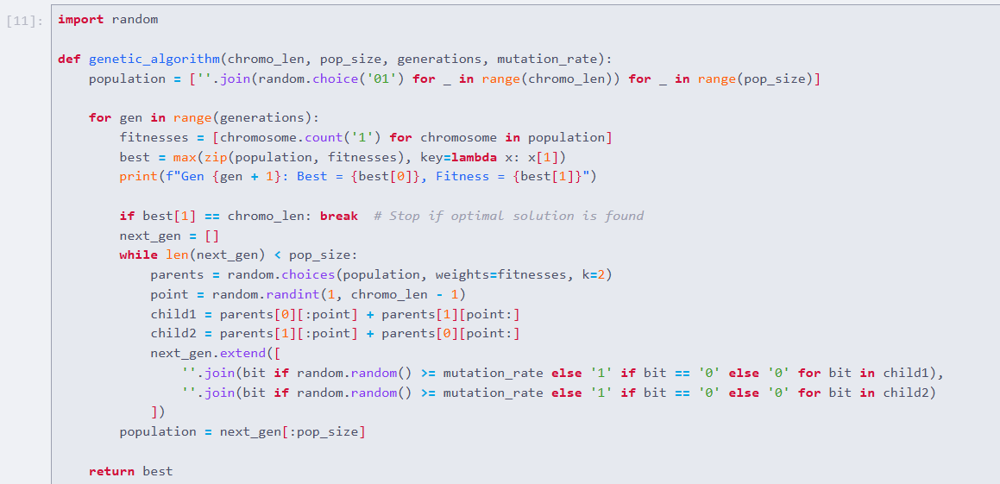 [11]: import random
def genetic_algorithm(chromo_len, pop_size, generations, mutation_rate):
    population = [''.join(random.choice('01') for _ in range(chromo_len)) for _ in range(pop_size)]
    for gen in range(generations):
        fitnesses = [chromosome.count('1') for chromosome in population]
        best = max(zip(population, fitnesses), key=lambda x: x[1])
        print(f"Gen {gen + 1}: Best = {best[0]}, Fitness = {best[1]}")
        if best[1] == chromo_len: break  # Stop if optimal solution is found
        next_gen = []
        while len(next_gen) < pop_size:
            parents = random.choices(population, weights=fitnesses, k=2)
            point = random.randint(1, chromo_len - 1)
            child1 = parents[0][:point] + parents[1][point:]
            child2 = parents[1][:point] + parents[0][point:]
            next_gen.extend([
                ''.join(bit if random.random() >= mutation_rate else '1' if bit == '0' else '0' for bit in child1),
                ''.join(bit if random.random() >= mutation_rate else '1' if bit == '0' else '0' for bit in child2)
            ])
        population = next_gen[:pop_size]
    return best